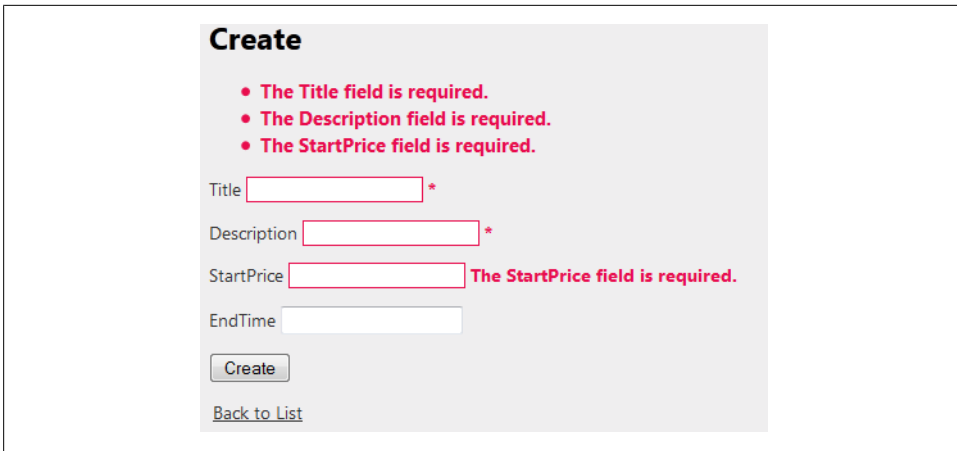 Create
• The Title field is required.
• The Description field is required.
• The StartPrice field is required.
Title *
Description *
StartPrice The StartPrice field is required.
EndTime
Create
Back to List